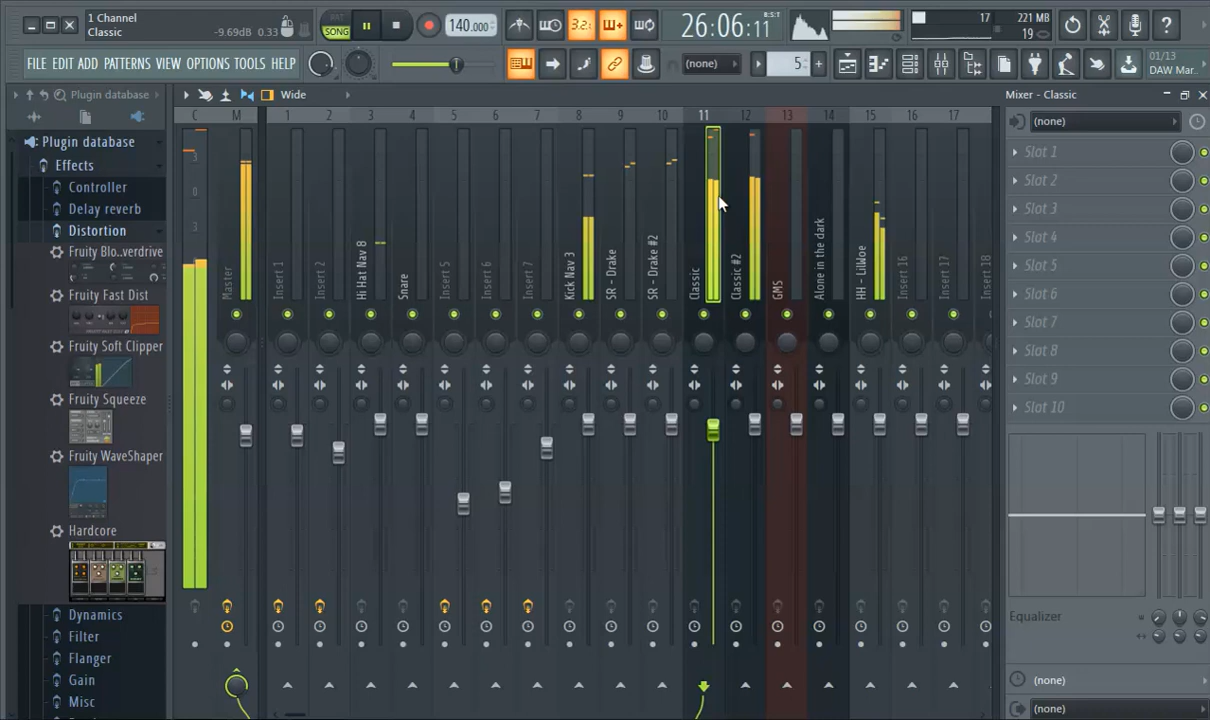 1 Channel
Classic
-9.69dB 0.33
PAT
SONG
140.000
3.2.
26:06:11
B:S:T
17
221 MB
19
FILE EDIT ADD PATTERNS VIEW OPTIONS TOOLS HELP
(none)
5
01/13
DAW Mar..
Plugin database
Wide
Mixer - Classic
C M 1 2 3 4 5 6 7 8 9 10 11 12 13 14 15 16 17
(none)
3
0
3
Plugin database
Effects
Controller
Delay reverb
Distortion
Fruity Blo..verdrive
Fruity Fast Dist
Fruity Soft Clipper
Fruity Squeeze
Fruity WaveShaper
Hardcore
Dynamics
Filter
Flanger
Gain
Misc
Master
Insert 1
Insert 2
Hi Hat Nav 8
Snare
Insert 5
Insert 6
Insert 7
Kick Nav 3
SR - Drake
SR - Drake #2
Classic
Classic #2
GMS
Alone in the dark
HH - LilWoe
Insert 16
Insert 17
Insert 18
Slot 1
Slot 2
Slot 3
Slot 4
Slot 5
Slot 6
Slot 7
Slot 8
Slot 9
Slot 10
Equalizer
(none)
(none)